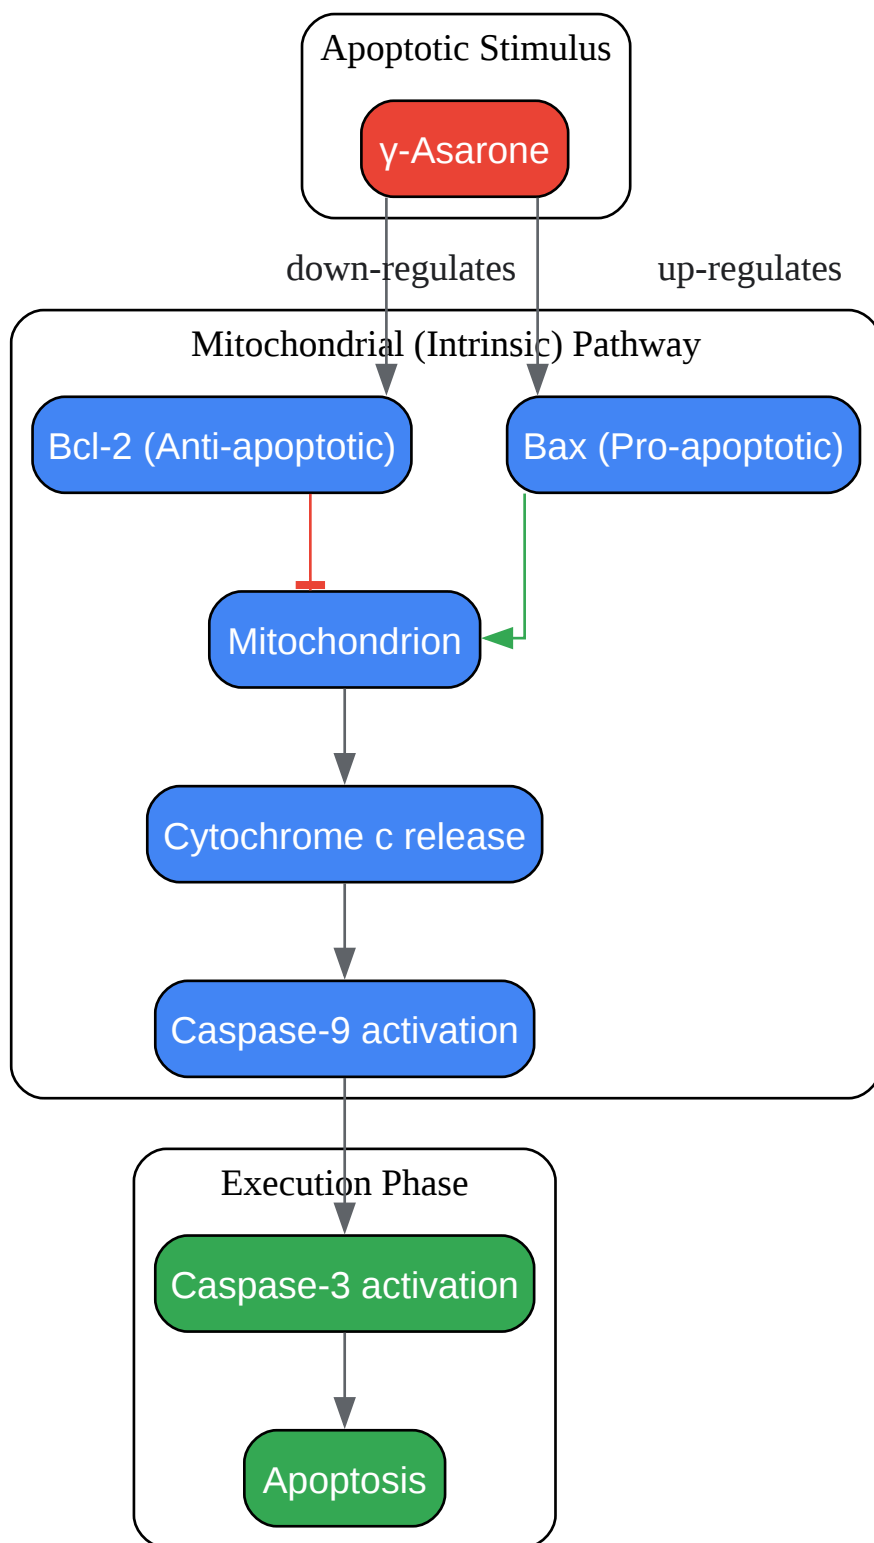 Apoptotic Stimulus
γ-Asarone
down-regulates
up-regulates
Mitochondrial (Intrinsic) Pathway
Bcl-2 (Anti-apoptotic)
Bax (Pro-apoptotic)
Mitochondrion
Cytochrome c release
Caspase-9 activation
Execution Phase
Caspase-3 activation
Apoptosis